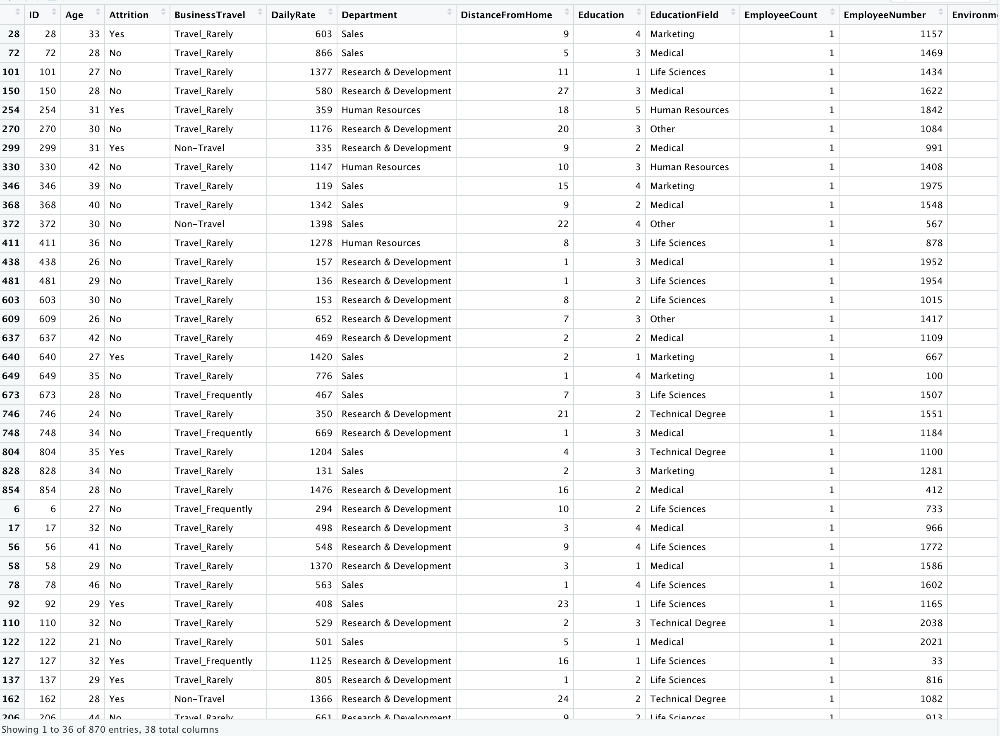 ID Age Attrition BusinessTravel DailyRate Department DistanceFromHome Education EducationField EmployeeCount EmployeeNumber Environme
28 28 33 Yes Travel_Rarely 603 Sales 9 4 Marketing 1 1157
72 72 28 No Travel_Rarely 866 Sales 5 3 Medical 1 1469
101 101 27 No Travel_Rarely 1377 Research & Development 11 1 Life Sciences 1 1434
150 150 28 No Travel_Rarely 580 Research & Development 27 3 Medical 1 1622
254 254 31 Yes Travel_Rarely 359 Human Resources 18 5 Human Resources 1 1842
270 270 30 No Travel_Rarely 1176 Research & Development 20 3 Other 1 1084
299 299 31 Yes Non-Travel 335 Research & Development 9 2 Medical 1 991
330 330 42 No Travel_Rarely 1147 Human Resources 10 3 Human Resources 1 1408
346 346 39 No Travel_Rarely 119 Sales 15 4 Marketing 1 1975
368 368 40 No Travel_Rarely 1342 Sales 9 2 Medical 1 1548
372 372 30 No Non-Travel 1398 Sales 22 4 Other 1 567
411 411 36 No Travel_Rarely 1278 Human Resources 8 3 Life Sciences 1 878
438 438 26 No Travel_Rarely 157 Research & Development 1 3 Medical 1 1952
481 481 29 No Travel_Rarely 136 Research & Development 1 3 Life Sciences 1 1954
603 603 30 No Travel_Rarely 153 Research & Development 8 2 Life Sciences 1 1015
609 609 26 No Travel_Rarely 652 Research & Development 7 3 Other 1 1417
637 637 42 No Travel_Rarely 469 Research & Development 2 2 Medical 1 1109
640 640 27 Yes Travel_Rarely 1420 Sales 2 1 Marketing 1 667
649 649 35 No Travel_Rarely 776 Sales 1 4 Marketing 1 100
673 673 28 No Travel_Frequently 467 Sales 7 3 Life Sciences 1 1507
746 746 24 No Travel_Rarely 350 Research & Development 21 2 Technical Degree 1 1551
748 748 34 No Travel_Frequently 669 Research & Development 1 3 Medical 1 1184
804 804 35 Yes Travel_Rarely 1204 Sales 4 3 Technical Degree 1 1100
828 828 34 No Travel_Rarely 131 Sales 2 3 Marketing 1 1281
854 854 28 No Travel_Rarely 1476 Research & Development 16 2 Medical 1 412
6 6 27 No Travel_Frequently 294 Research & Development 10 2 Life Sciences 1 733
17 17 32 No Travel_Rarely 498 Research & Development 3 4 Medical 1 966
56 56 41 No Travel_Rarely 548 Research & Development 9 4 Life Sciences 1 1772
58 58 29 No Travel_Rarely 1370 Research & Development 3 1 Medical 1 1586
78 78 46 No Travel_Rarely 563 Sales 1 4 Life Sciences 1 1602
92 92 29 Yes Travel_Rarely 408 Sales 23 1 Life Sciences 1 1165
110 110 32 No Travel_Rarely 529 Research & Development 2 3 Technical Degree 1 2038
122 122 21 No Travel_Rarely 501 Sales 5 1 Medical 1 2021
127 127 32 Yes Travel_Frequently 1125 Research & Development 16 1 Life Sciences 1 33
137 137 29 Yes Travel_Rarely 805 Research & Development 1 2 Life Sciences 1 816
162 162 28 Yes Non-Travel 1366 Research & Development 24 2 Technical Degree 1 1082
206 206 44 No Travel_Rarely 661 Research & Development 9 2 Life Sciences 1 913
Showing 1 to 36 of 870 entries, 38 total columns